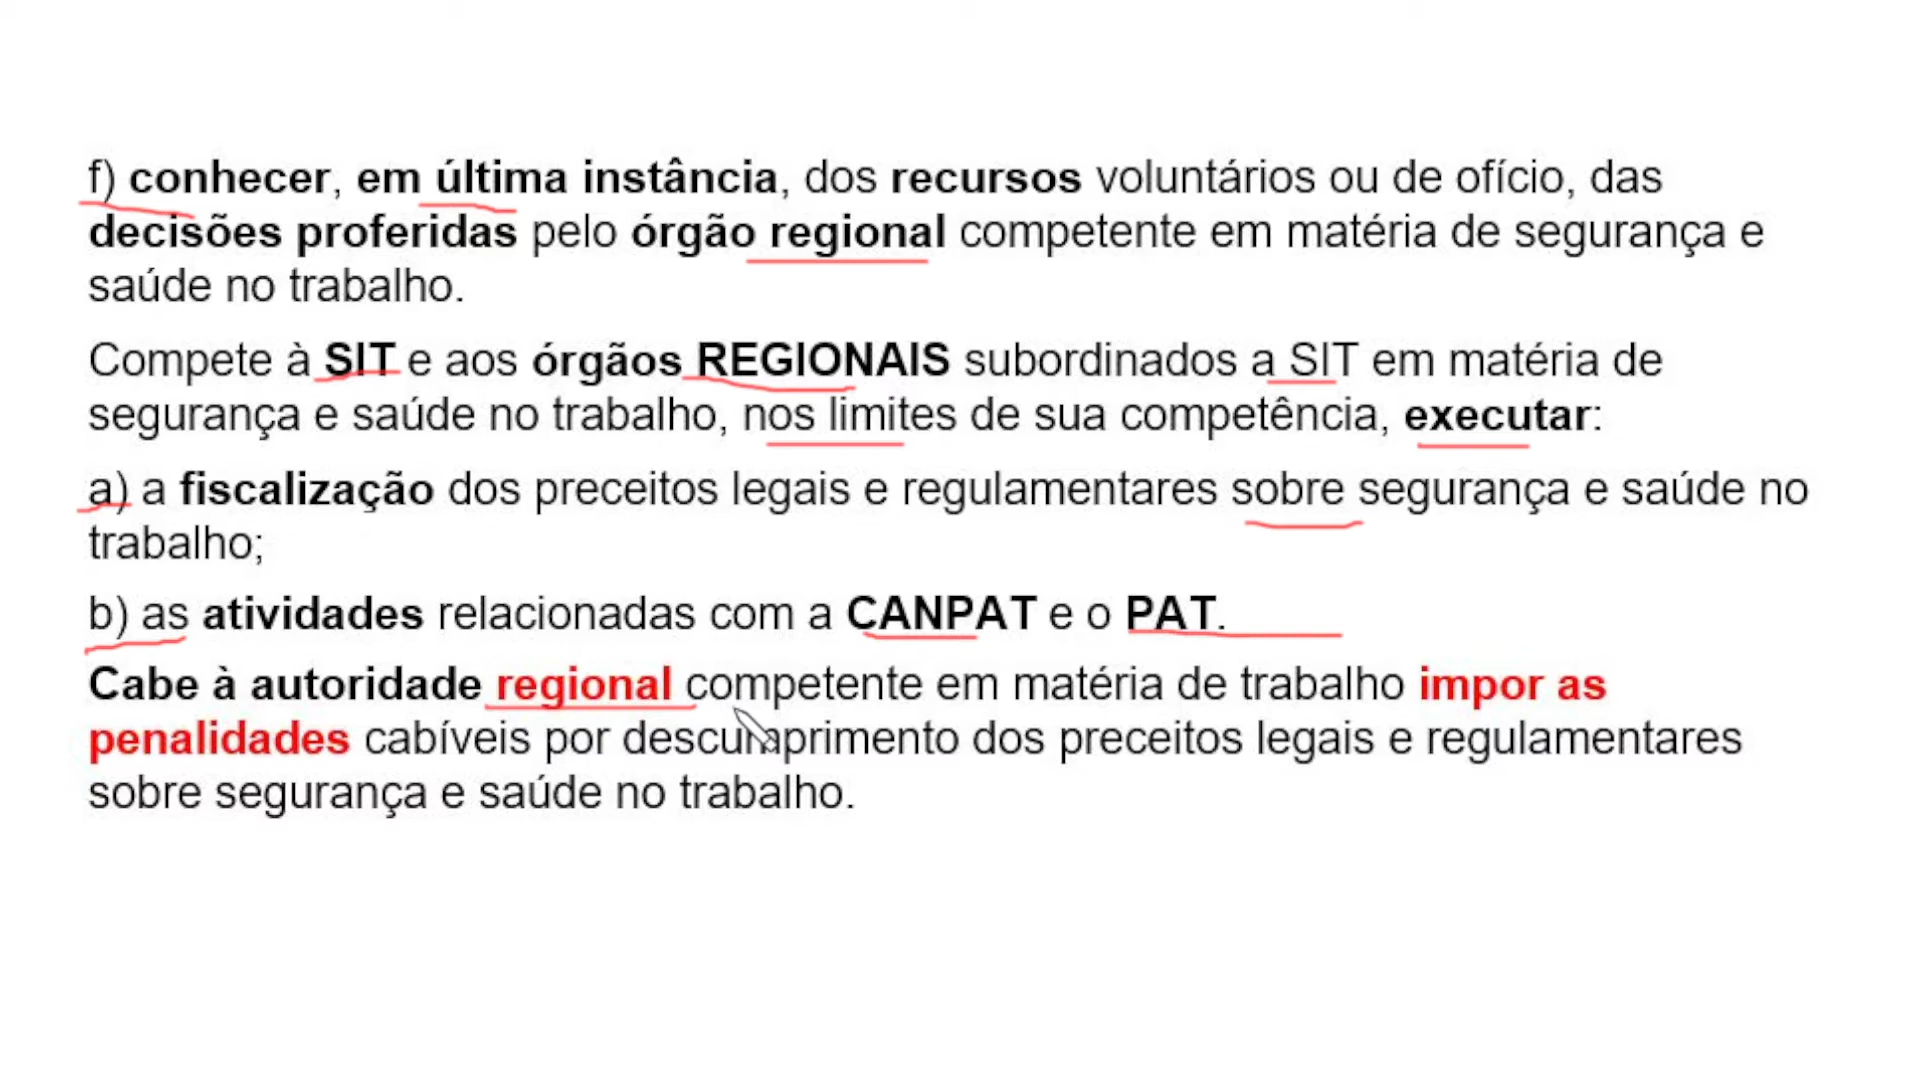 f) conhecer, em última instância, dos recursos voluntários ou de ofício, das
decisões proferidas pelo órgão regional competente em matéria de segurança e
saúde no trabalho.
Compete à SIT e aos órgãos REGIONAIS subordinados a SIT em matéria de
segurança e saúde no trabalho, nos limites de sua competência, executar:
a) a fiscalização dos preceitos legais e regulamentares sobre segurança e saúde no
trabalho;
b) as atividades relacionadas com a CANPAT e o PAT.
Cabe à autoridade regional competente em matéria de trabalho impor as
penalidades cabíveis por descumprimento dos preceitos legais e regulamentares
sobre segurança e saúde no trabalho.